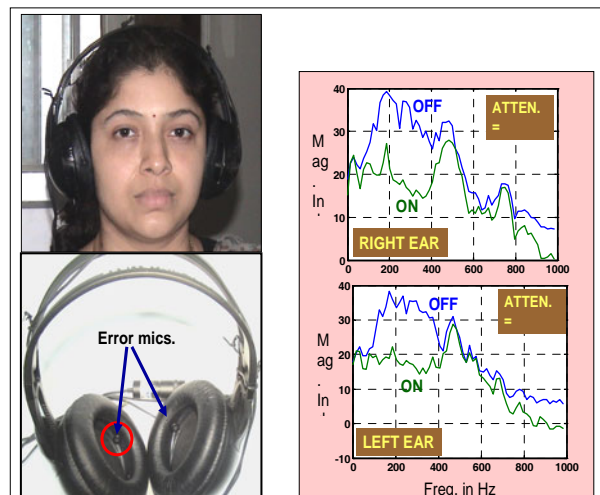 Error mics.
40
30
20
10
0
M
ag
. In
.
OFF
ATTEN.
=
ON
RIGHT EAR
0 200 400 600 800 1000
40
30
20
10
0
-10
M
ag
. In
.
OFF
ATTEN.
=
ON
LEFT EAR
0 200 400 600 800 1000
Freq. in Hz